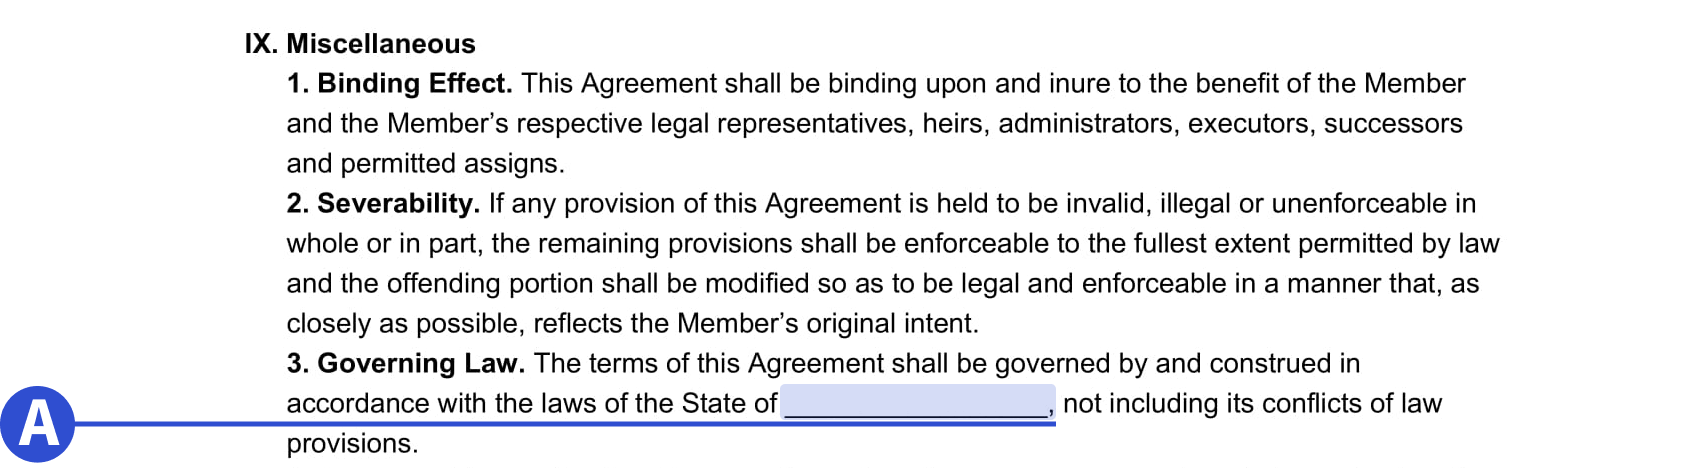 IX. Miscellaneous
1. Binding Effect. This Agreement shall be binding upon and inure to the benefit of the Member
and the Member’s respective legal representatives, heirs, administrators, executors, successors
and permitted assigns.
2. Severability. If any provision of this Agreement is held to be invalid, illegal or unenforceable in
whole or in part, the remaining provisions shall be enforceable to the fullest extent permitted by law
and the offending portion shall be modified so as to be legal and enforceable in a manner that, as
closely as possible, reflects the Member’s original intent.
3. Governing Law. The terms of this Agreement shall be governed by and construed in
A
accordance with the laws of the State of __________________, not including its conflicts of law
provisions.